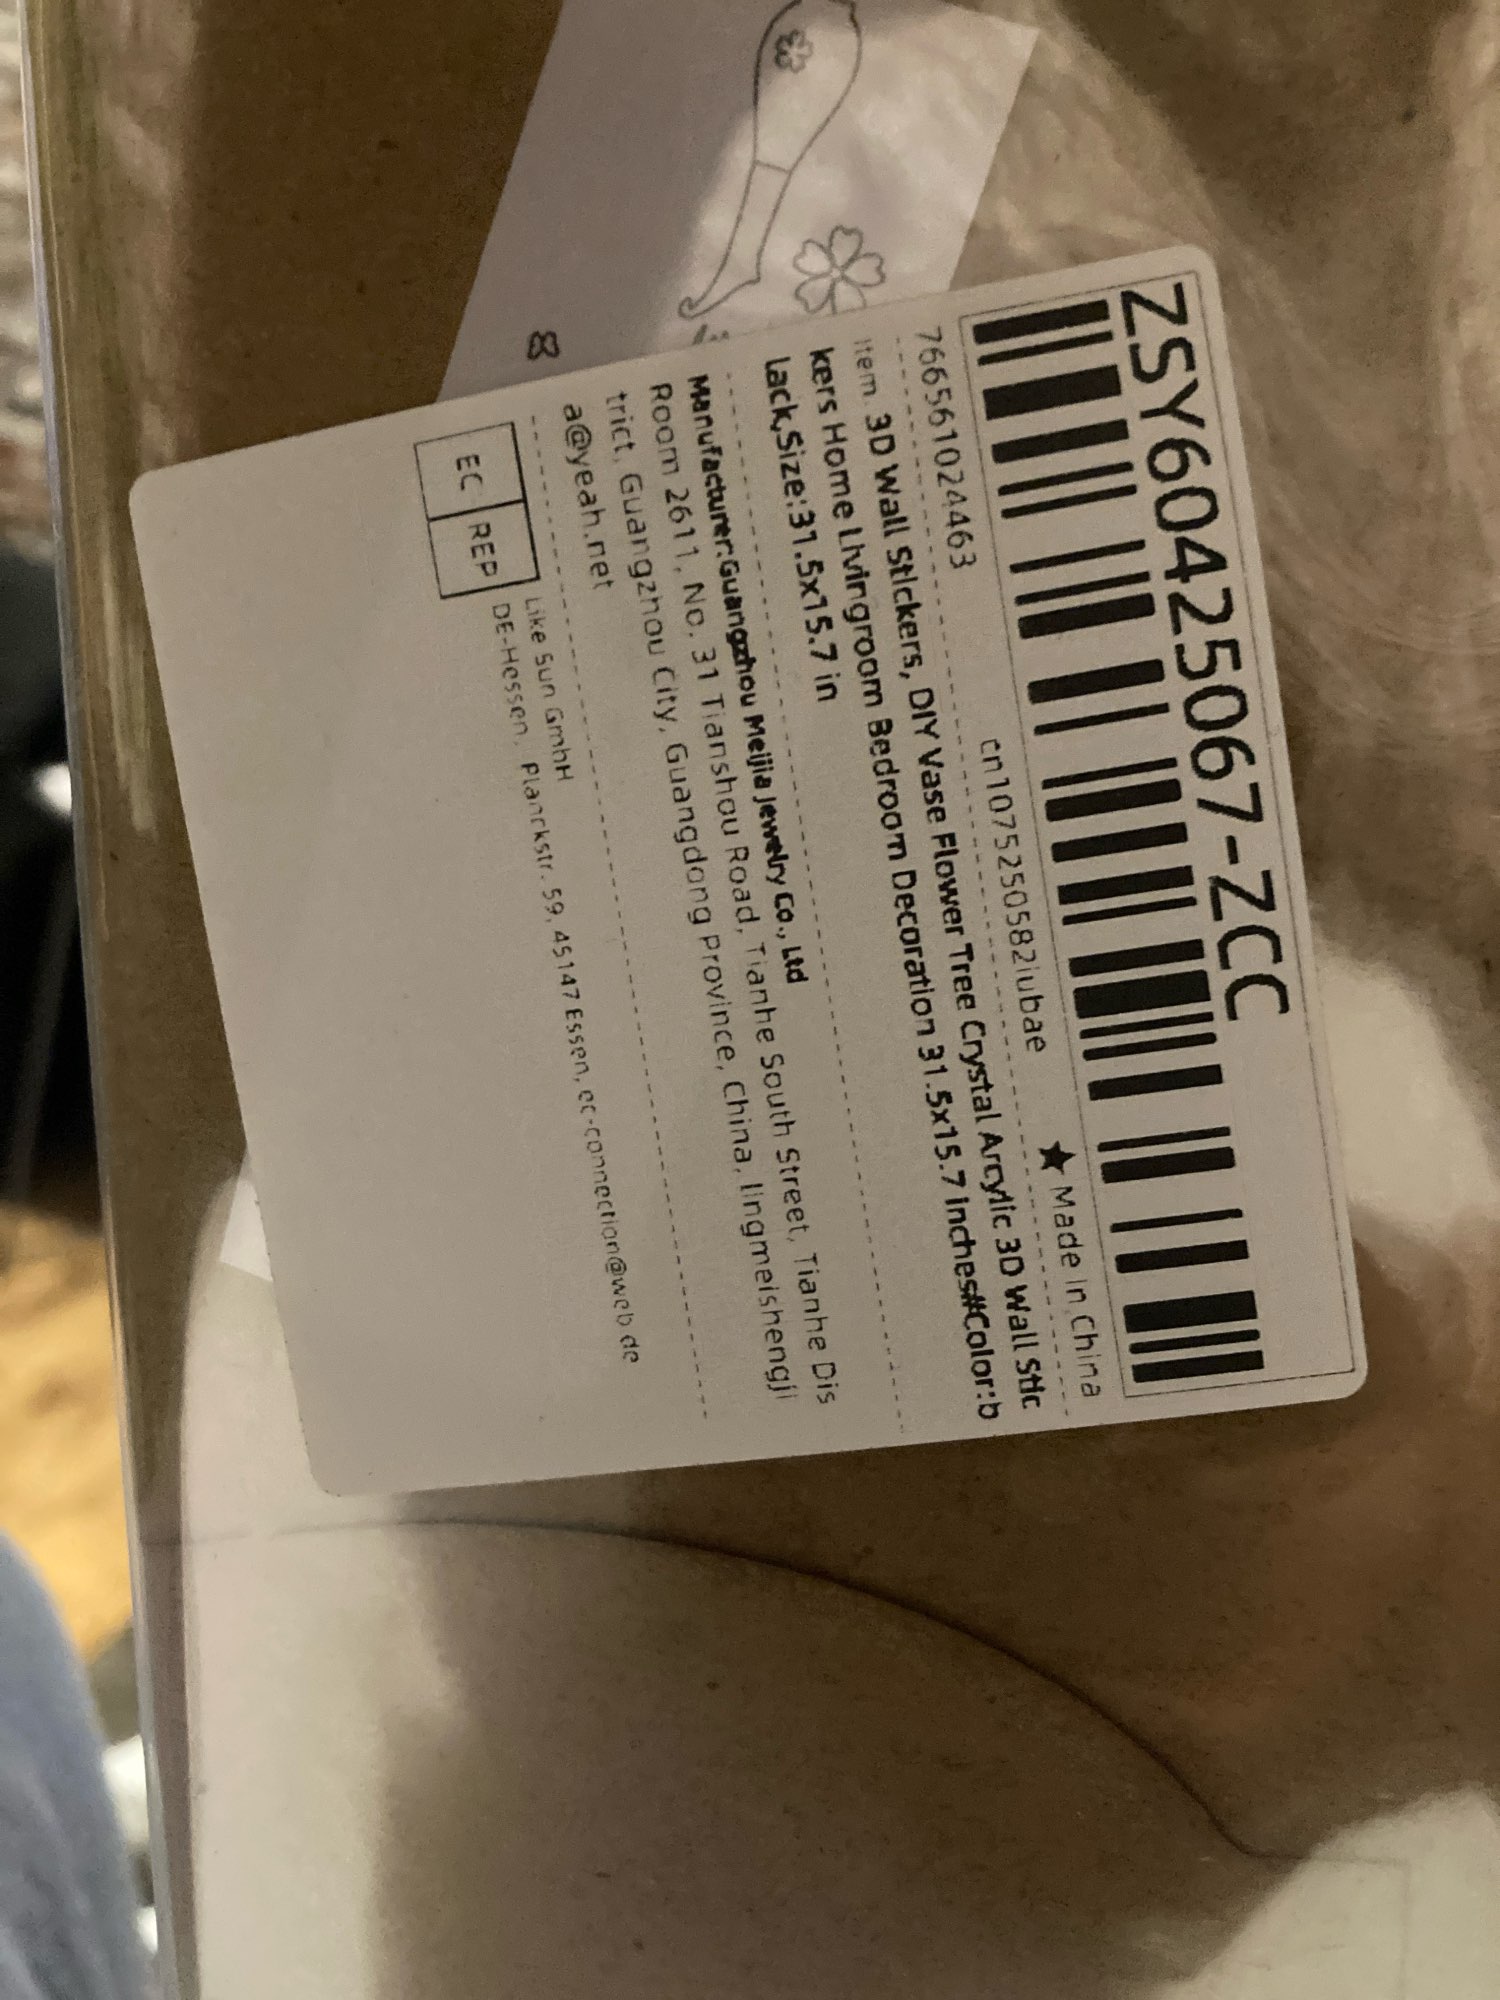 ZSY60425067-ZCC
766561024463 cn1075250582iubae ★ Made In China
Item: 3D Wall Stickers, DIY Vase Flower Tree Crystal Arcylic 3D Wall Stic
kers Home Livingroom Bedroom Decoration 31.5x15.7 inches#Color:b
lack,Size:31.5x15.7 in
Manufacturer:Guangzhou Meijia Jewelry Co., Ltd
Room 2611, No. 31 Tianshou Road, Tianhe South Street, Tianhe Dis
trict, Guangzhou City, Guangdong Province, China, lingmeishengji
a@yeah.net
EC REP
Like Sun GmbH
DE-Hessen, Planckstr. 59, 45147 Essen, ec-connection@web.de
8